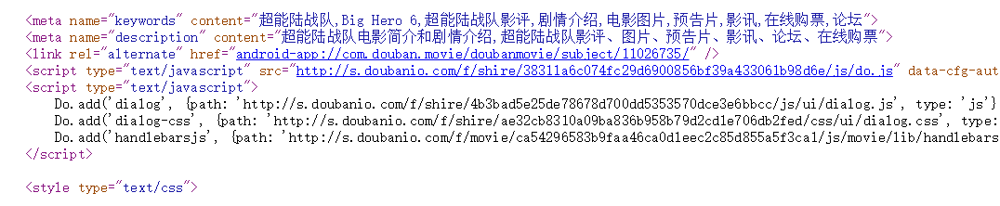 <meta name="keywords" content="超能陆战队,Big Hero 6,超能陆战队影评,剧情介绍,电影图片,预告片,影讯,在线购票,论坛">
<meta name="description" content="超能陆战队电影简介和剧情介绍,超能陆战队影评、图片、预告片、影讯、论坛、在线购票">
<link rel="alternate" href="android-app://com.douban.movie/doubanmovie/subject/11026735/" />
<script type="text/javascript" src="http://s.doubanio.com/f/shire/38311a6c074fc29d6900856bf39a433061b98d6e/js/do.js" data-cfg-aut
<script type="text/javascript">
Do.add('dialog', {path: 'http://s.doubanio.com/f/shire/4b3bad5e25de78678d700dd5353570dce3e6bbcc/js/ui/dialog.js', type: 'js'}
Do.add('dialog-css', {path: 'http://s.doubanio.com/f/shire/ae32cb8310a09ba836b958b79d2cd1e706db2fed/css/ui/dialog.css', type:
Do.add('handlebarsjs', {path: 'http://s.doubanio.com/f/movie/ca54296583b9faa46ca0d1eec2c85d855a5f3ca1/js/movie/lib/handlebars
</script>
<style type="text/css">